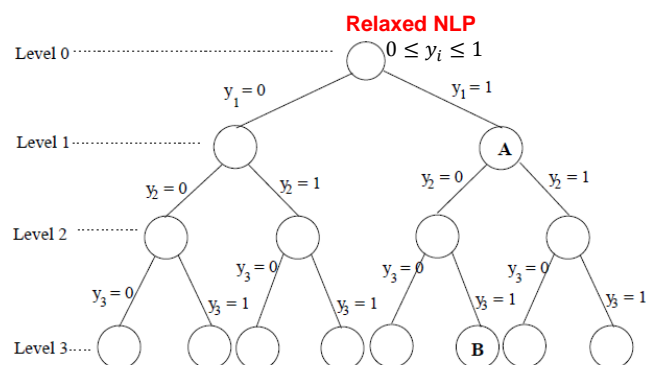 Relaxed NLP
Level 0 0 ≤ yᵢ ≤ 1
y₁ = 0 y₁ = 1
Level 1 A
y₂ = 0 y₂ = 1 y₂ = 0 y₂ = 1
Level 2
y₃ = 0 y₃ = 1 y₃ = 0 y₃ = 1 y₃ = 0 y₃ = 1 y₃ = 0 y₃ = 1
Level 3 B